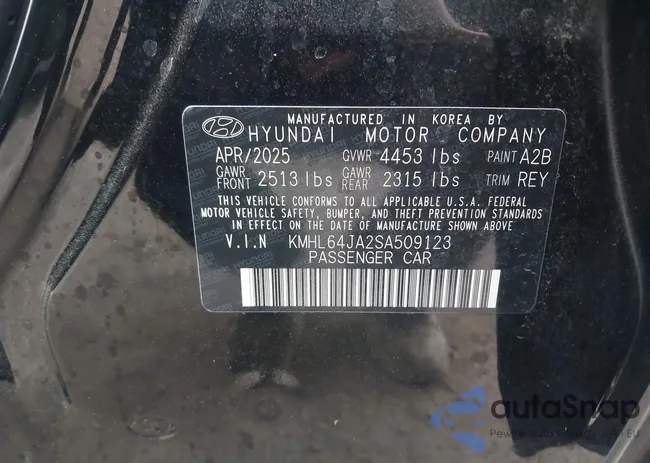 MANUFACTURED IN KOREA BY
HYUNDAI MOTOR COMPANY
APR/2025 GVWR 4453 lbs PAINT A2B
GAWR FRONT 2513 lbs GAWR REAR 2315 lbs TRIM REY
THIS VEHICLE CONFORMS TO ALL APPLICABLE U.S.A. FEDERAL
MOTOR VEHICLE SAFETY, BUMPER, AND THEFT PREVENTION STANDARDS
IN EFFECT ON THE DATE OF MANUFACTURE SHOWN ABOVE
V.I.N KMHL64JA2SA509123
PASSENGER CAR
autoSnap